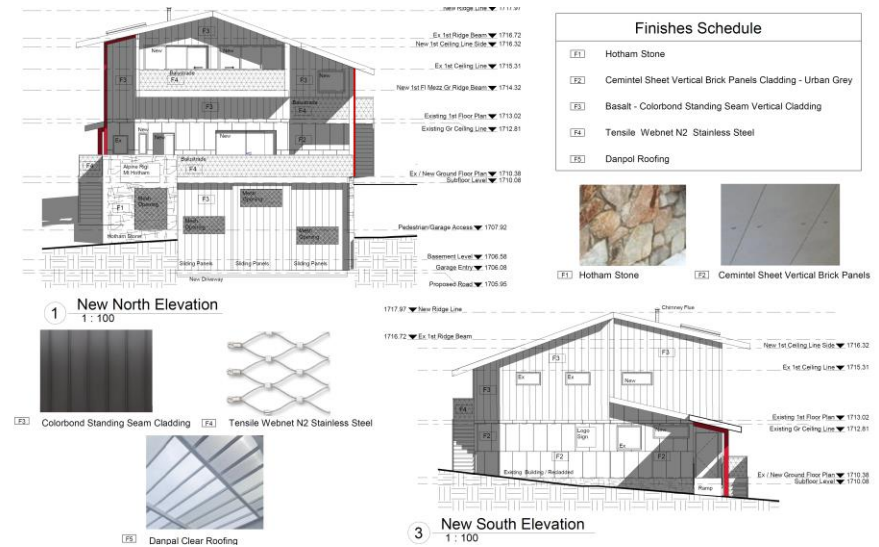 New Ridge Line 1717.97
Ex 1st Ridge Beam 1716.72
New 1st Ceiling Line Side 1716.32
Ex 1st Ceiling Line 1715.31
New 1st Fl Mezz Gr Ridge Beam 1714.32
Existing 1st Floor Plan 1713.02
Existing Gr Ceiling Line 1712.81
Ex / New Ground Floor Plan 1710.38
Subfloor Level 1710.08
Pedestrian/Garage Access 1707.92
Basement Level 1706.58
Garage Entry 1706.08
Proposed Road 1705.95
F3
New
New
Balustrade
F4
F3
F3
New
F3
Balustrade
F4
Ex
New
New
New
F2
Balustrade
F4
F4
Alpine Rigi
Mt Hotham
F1
Mesh
Opening
Hotham Stone
F3
Mesh
Opening
Mesh
Opening
Mesh
Opening
Sliding Panels
Sliding Panels
Sliding Panels
New Driveway
1 New North Elevation
1 : 100
Finishes Schedule
F1 Hotham Stone
F2 Cemintel Sheet Vertical Brick Panels Cladding - Urban Grey
F3 Basalt - Colorbond Standing Seam Vertical Cladding
F4 Tensile Webnet N2 Stainless Steel
F5 Danpol Roofing
F1 Hotham Stone
F2 Cemintel Sheet Vertical Brick Panels
F3 Colorbond Standing Seam Cladding
F4 Tensile Webnet N2 Stainless Steel
F5 Danpal Clear Roofing
1717.97 New Ridge Line
1716.72 Ex 1st Ridge Beam
Chimney Flue
New 1st Ceiling Line Side 1716.32
Ex 1st Ceiling Line 1715.31
Existing 1st Floor Plan 1713.02
Existing Gr Ceiling Line 1712.81
Ex / New Ground Floor Plan 1710.38
Subfloor Level 1710.08
F3
F3
F3
Ex
Ex
New
F4
F2
Logo
Sign
Ex
F2
F2
Existing Building / Recladded
Ramp
3 New South Elevation
1 : 100